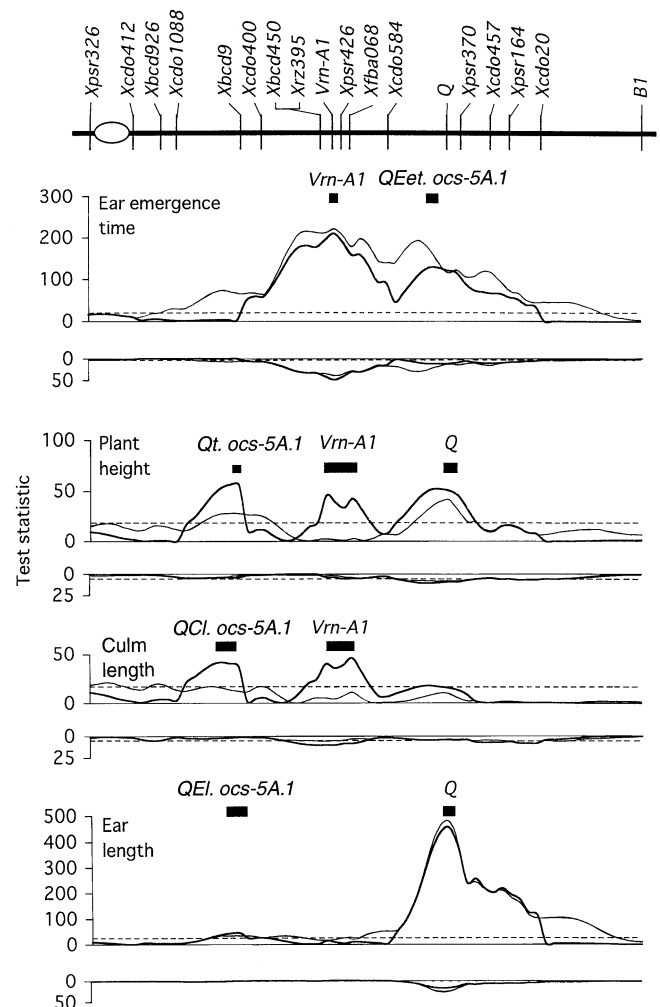 Xpsr326
Xcdo412
Xbcd926
Xcdo1088
Xbcd9
Xcdo400
Xbcd450
Xrz395
Vrn-A1
Xpsr426
Xfba068
Xcdo584
Q
Xpsr370
Xcdo457
Xpsr164
Xcdo20
B1
Vrn-A1 QEet. ocs-5A.1
300
Ear emergence
time
200
100
0
0
50
100
Plant
height
Qt. ocs-5A.1 Vrn-A1 Q
50
0
0
25
Test statistic
QCl. ocs-5A.1 Vrn-A1
Culm
length
50
0
0
25
QEl. ocs-5A.1 Q
500
Ear
length
400
300
200
100
0
0
50